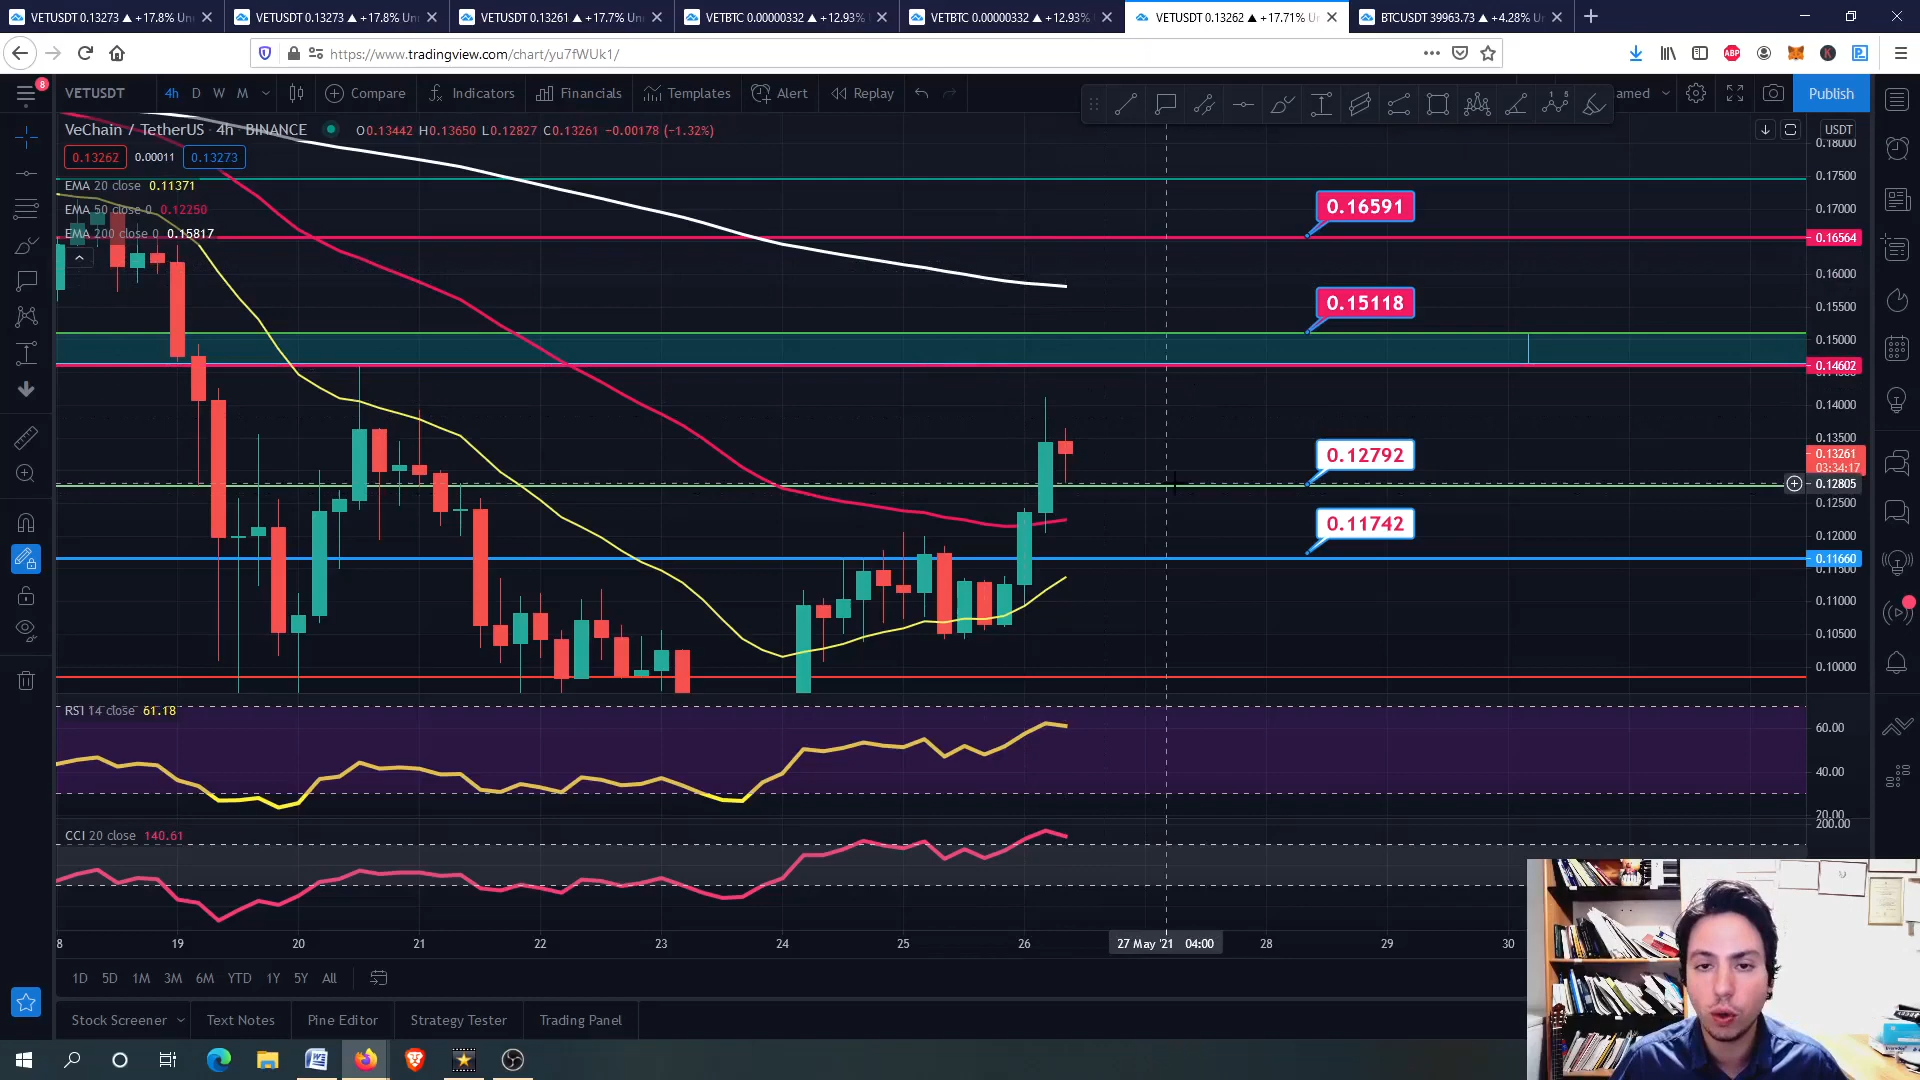 VETUSDT 0.13273 ▲ +17.8% Un
VETUSDT 0.13273 ▲ +17.8% Un
VETUSDT 0.13261 ▲ +17.7% Un
VETBTC 0.00000332 ▲ +12.93%
VETBTC 0.00000332 ▲ +12.93%
VETUSDT 0.13262 ▲ +17.71% U
BTCUSDT 39963.73 ▲ +4.28% U
https://www.tradingview.com/chart/yu7fWUk1/
ABP
8
VETUSDT
4h D W M
Compare
Indicators
Financials
Templates
Alert
Replay
amed
Publish
VeChain / TetherUS · 4h · BINANCE
O0.13442 H0.13650 L0.12827 C0.13261 −0.00178 (−1.32%)
USDT
0.13262 0.00011 0.13273
EMA 20 close 0.11371
EMA 50 close 0 0.12250
EMA 200 close 0 0.15817
0.18000
0.17500
0.17000
0.16564
0.16000
0.15500
0.15000
0.14602
0.14000
0.13500
0.13261
03:34:17
0.12805
0.12500
0.12000
0.11660
0.11500
0.11000
0.10500
0.10000
0.16591
0.15118
0.12792
0.11742
RSI 14 close 61.18
60.00
40.00
20.00
CCI 20 close 140.61
200.00
8 19 20 21 22 23 24 25 26 27 May '21 04:00 28 29 30
1D 5D 1M 3M 6M YTD 1Y 5Y All
Stock Screener Text Notes Pine Editor Strategy Tester Trading Panel